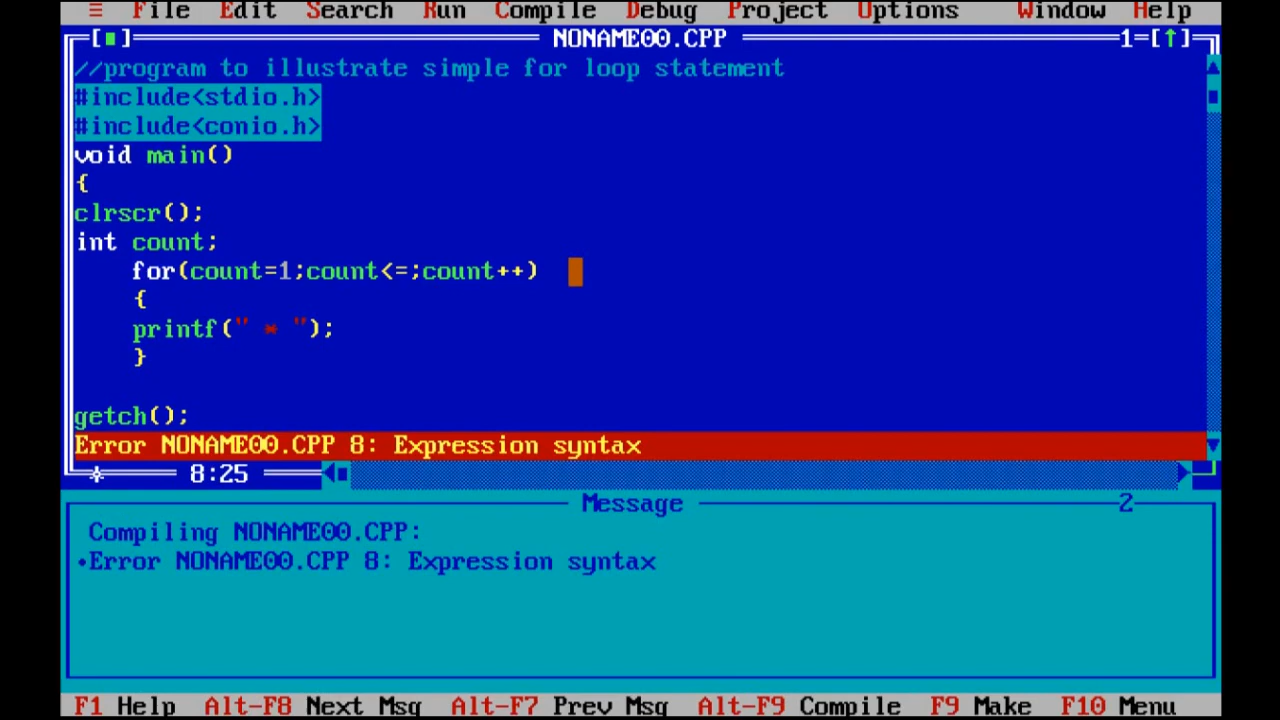 ≡ File Edit Search Run Compile Debug Project Options Window Help
[■] NONAME00.CPP 1=[↑]
//program to illustrate simple for loop statement
#include<stdio.h>
#include<conio.h>
void main()
{
clrscr();
int count;
for(count=1;count<=;count++)
{
printf(" * ");
}
getch();
Error NONAME00.CPP 8: Expression syntax
8:25
Message 2
Compiling NONAME00.CPP:
•Error NONAME00.CPP 8: Expression syntax
F1 Help Alt-F8 Next Msg Alt-F7 Prev Msg Alt-F9 Compile F9 Make F10 Menu